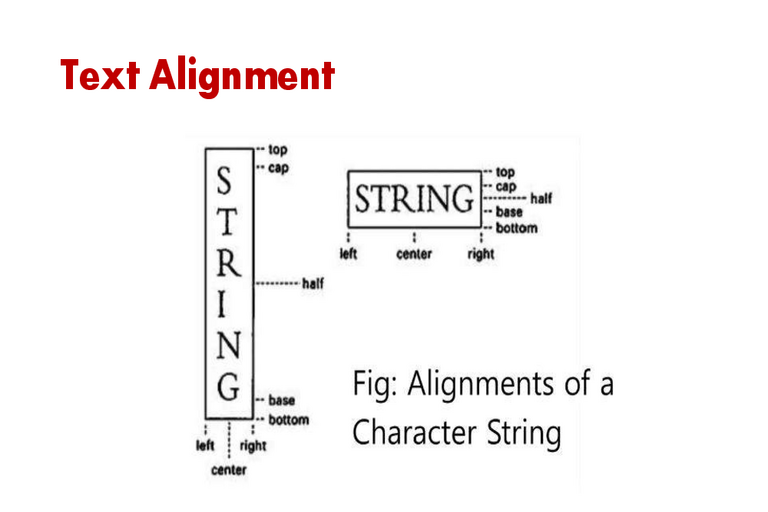 Text Alignment
top
cap
S
T
R
I
N
G
half
base
bottom
left
right
center
STRING
top
cap
half
base
bottom
left center right
Fig: Alignments of a
Character String